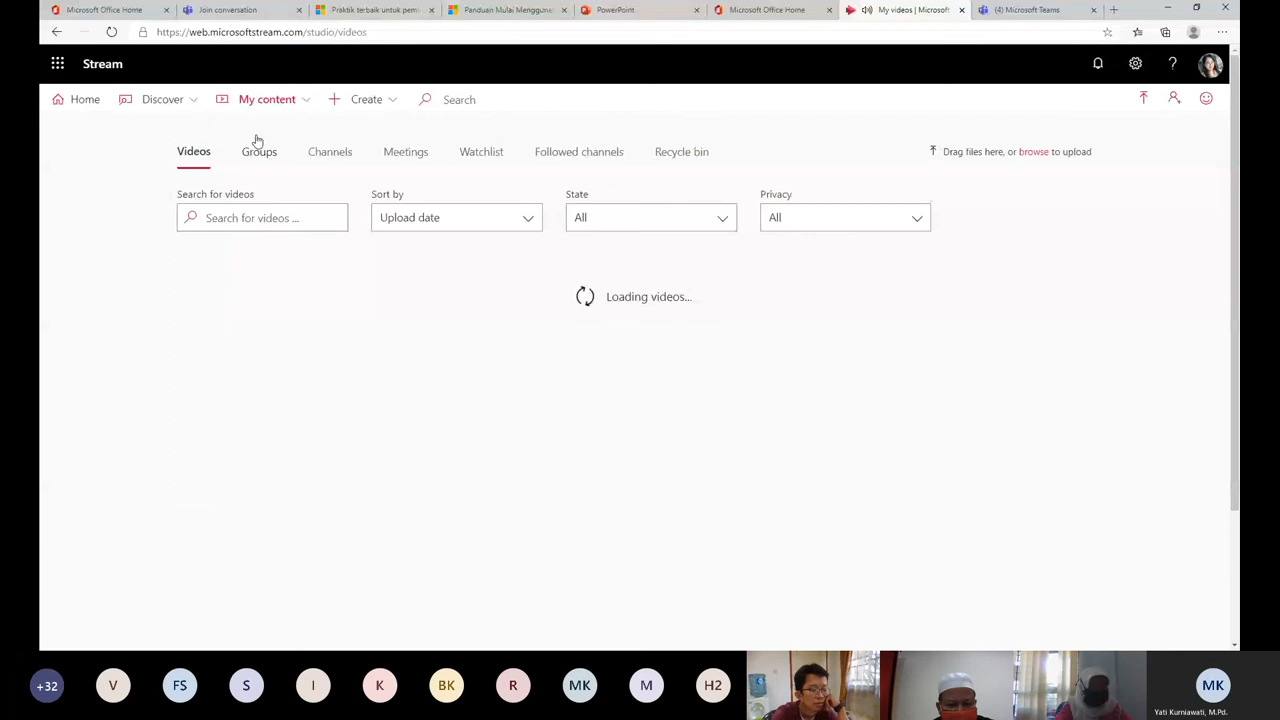 Microsoft Office Home
Join conversation
Praktik terbaik untuk pem
Panduan Mulai Mengguna
PowerPoint
Microsoft Office Home
My videos | Microsof
(4) Microsoft Teams
https://web.microsoftstream.com/studio/videos
Stream
Home
Discover
My content
Create
Search
Videos
Groups
Channels
Meetings
Watchlist
Followed channels
Recycle bin
Drag files here, or browse to upload
Search for videos
Sort by
State
Privacy
Search for videos ...
Upload date
All
All
Loading videos...
+32
V
FS
S
I
K
BK
R
MK
M
H2
MK
Yati Kurniawati, M.Pd.